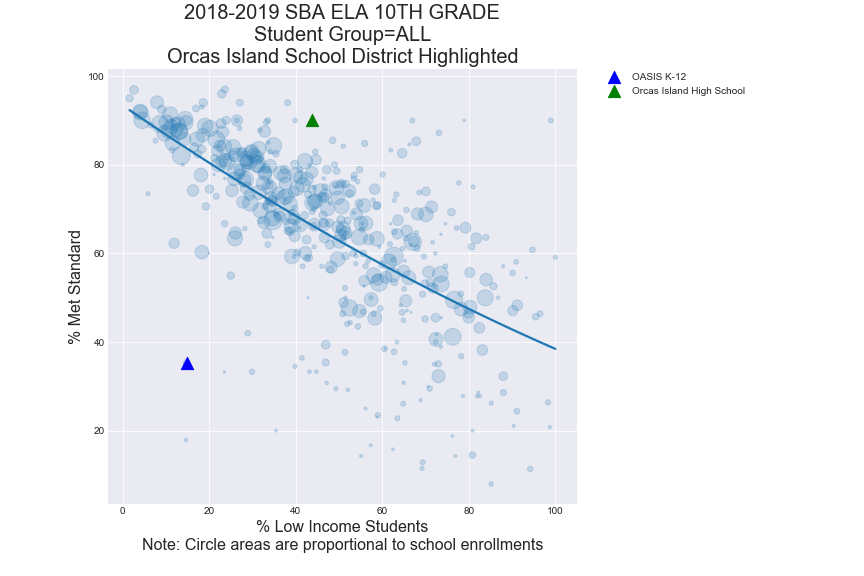 2018-2019 SBA ELA 10TH GRADE
Student Group=ALL
Orcas Island School District Highlighted
OASIS K-12
Orcas Island High School
% Met Standard
100
80
60
40
20
0 20 40 60 80 100
% Low Income Students
Note: Circle areas are proportional to school enrollments